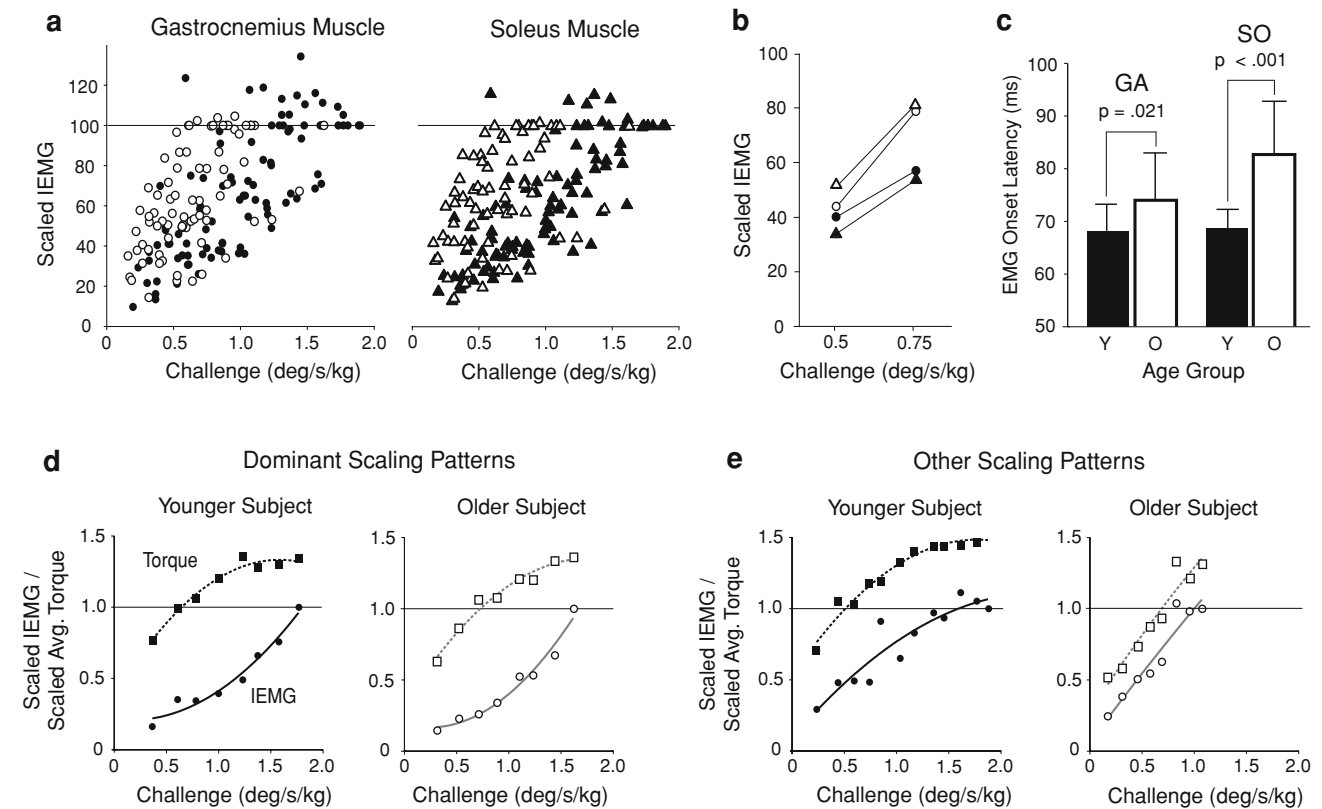 a
Gastrocnemius Muscle
Soleus Muscle
Scaled IEMG
120
100
80
60
40
20
0
0 0.5 1.0 1.5 2.0
Challenge (deg/s/kg)
0 0.5 1.0 1.5 2.0
Challenge (deg/s/kg)
b
Scaled IEMG
100
80
60
40
20
0
0.5 0.75
Challenge (deg/s/kg)
c
EMG Onset Latency (ms)
100
90
80
70
60
50
GA
p = .021
SO
p < .001
Y O Y O
Age Group
d
Dominant Scaling Patterns
Younger Subject
Older Subject
Scaled IEMG /
Scaled Avg. Torque
1.5
1.0
0.5
0
Torque
IEMG
0 0.5 1.0 1.5 2.0
Challenge (deg/s/kg)
1.5
1.0
0.5
0
0 0.5 1.0 1.5 2.0
Challenge (deg/s/kg)
e
Other Scaling Patterns
Younger Subject
Older Subject
Scaled IEMG /
Scaled Avg. Torque
1.5
1.0
0.5
0
0 0.5 1.0 1.5 2.0
Challenge (deg/s/kg)
1.5
1.0
0.5
0
0 0.5 1.0 1.5 2.0
Challenge (deg/s/kg)